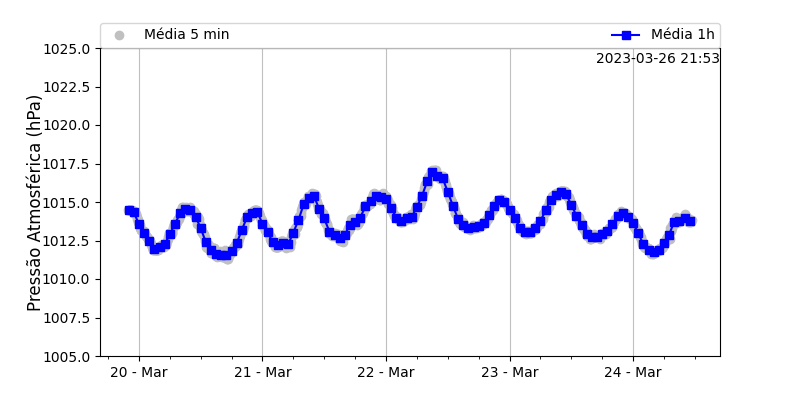 Média 5 min
Média 1h
2023-03-26 21:53
Pressão Atmosférica (hPa)
1025.0
1022.5
1020.0
1017.5
1015.0
1012.5
1010.0
1007.5
1005.0
20 - Mar
21 - Mar
22 - Mar
23 - Mar
24 - Mar